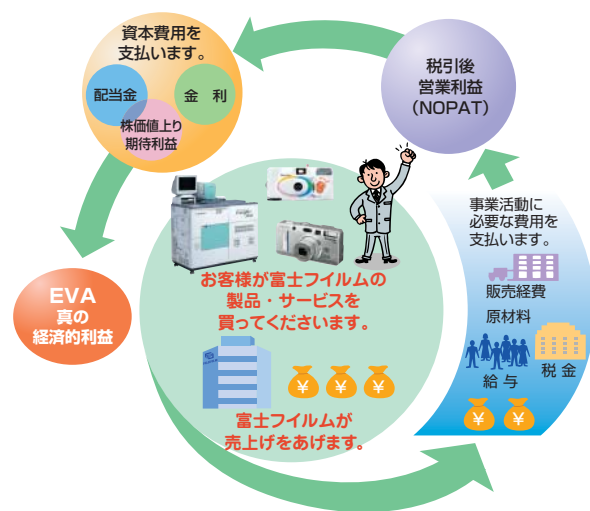 資本費用を
支払います。
配当金
金利
株価値上り
期待利益
税引後
営業利益
（NOPAT）
事業活動に
必要な費用を
支払います。
販売経費
原材料
給与
税金
¥ ¥
お客様が富士フイルムの
製品・サービスを
買ってくださいます。
¥ ¥ ¥
富士フイルムが
売上げをあげます。
EVA
真の
経済的利益